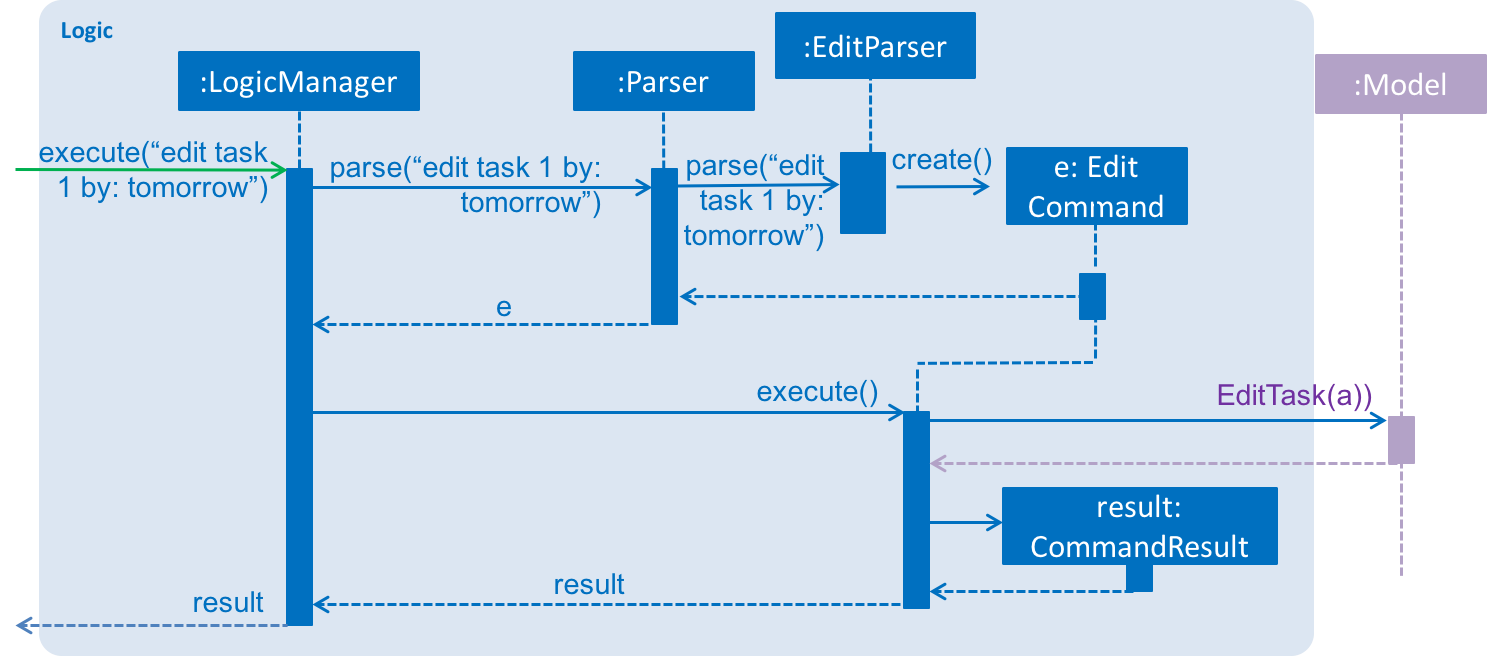 Logic
:LogicManager
:Parser
:EditParser
:Model
execute(“edit task
1 by: tomorrow”)
parse(“edit task 1 by:
tomorrow”)
parse(“edit
task 1 by:
tomorrow”)
create()
e: Edit
Command
e
execute()
EditTask(a))
result:
CommandResult
result
result